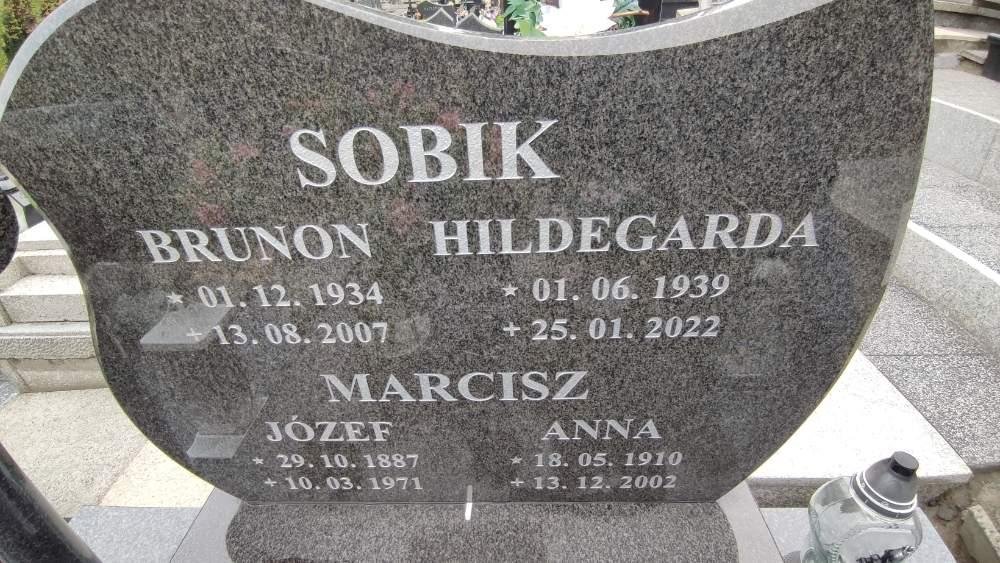 SOBIK
BRUNON HILDEGARDA
* 01. 12. 1934 * 01. 06. 1939
+ 13. 08. 2007 + 25. 01. 2022
MARCISZ
JÓZEF ANNA
* 29. 10. 1887 * 18. 05. 1910
+ 10. 03. 1971 + 13. 12. 2002